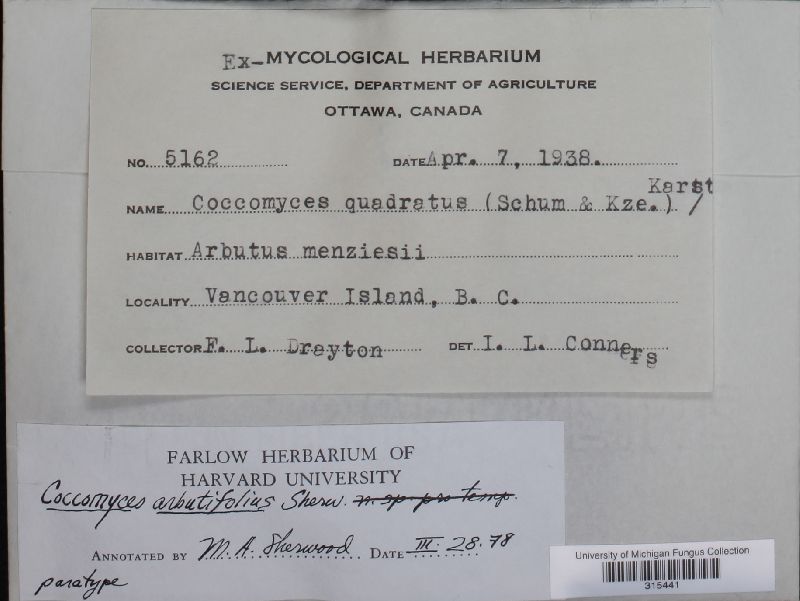 Ex-MYCOLOGICAL HERBARIUM
SCIENCE SERVICE, DEPARTMENT OF AGRICULTURE
OTTAWA, CANADA
NO. 5162 DATE Apr. 7, 1938.
NAME Coccomyces quadratus (Schum & Kze.) / Karst
HABITAT Arbutus menziesii
LOCALITY Vancouver Island, B. C.
COLLECTOR F. L. Drayton DET. I. L. Conners
FARLOW HERBARIUM OF
HARVARD UNIVERSITY
Coccomyces arbutifolius Sherw. n. sp. pro temp.
ANNOTATED BY M. A. Sherwood DATE III. 28. 78
paratype
University of Michigan Fungus Collection
315441